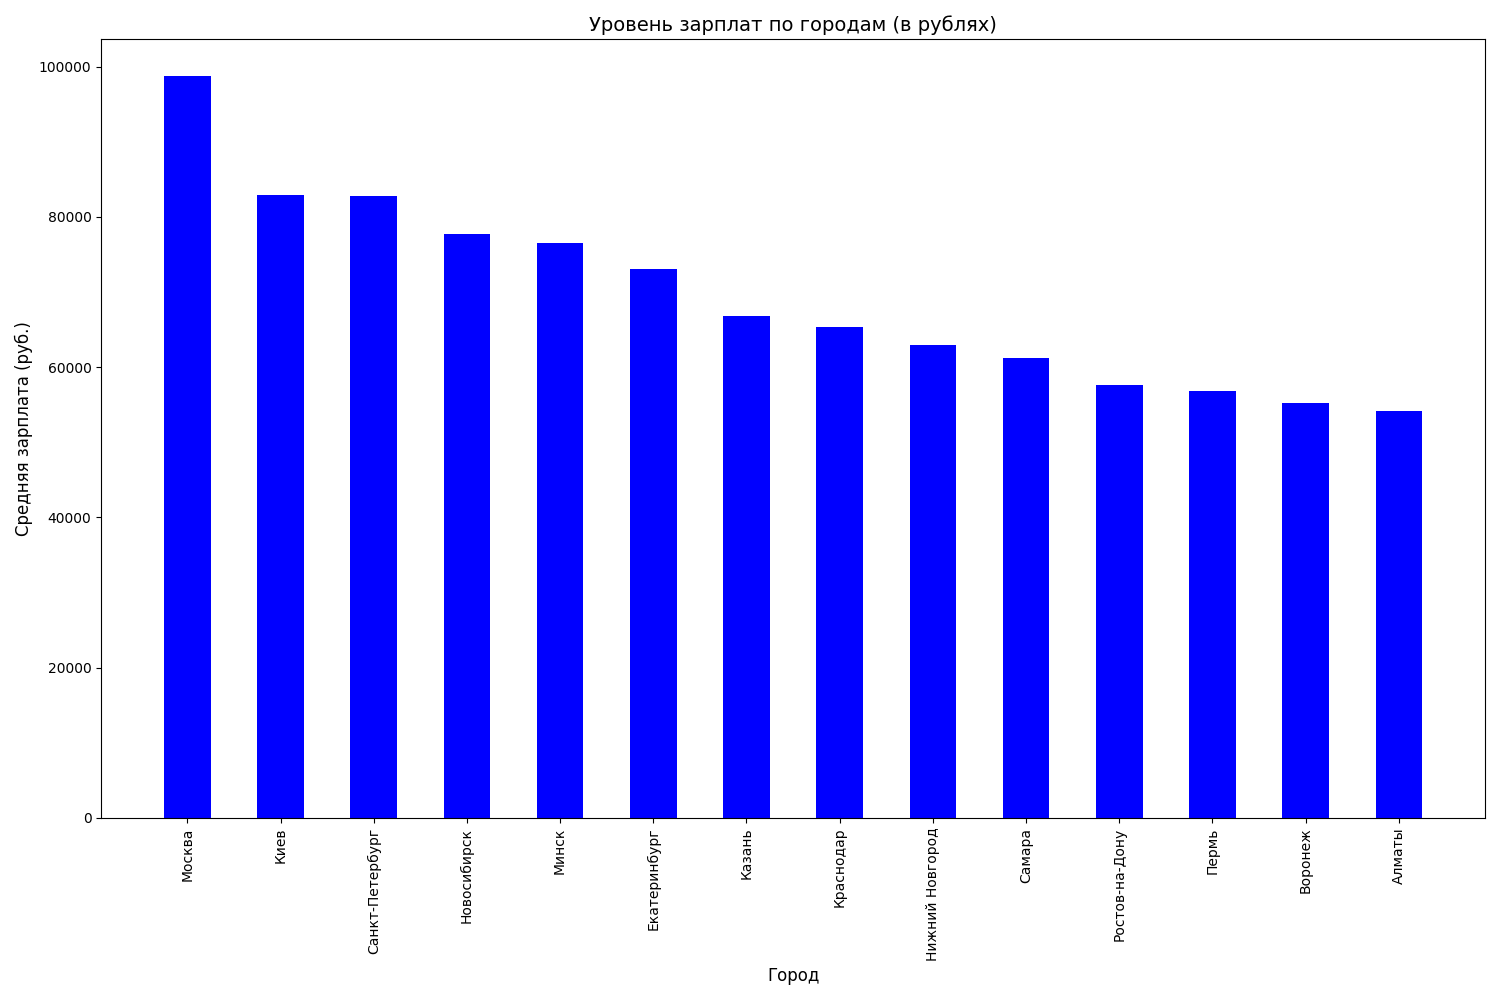 Уровень зарплат по городам (в рублях)
Средняя зарплата (руб.)
100000
80000
60000
40000
20000
0
Москва
Киев
Санкт-Петербург
Новосибирск
Минск
Екатеринбург
Казань
Краснодар
Нижний Новгород
Самара
Ростов-на-Дону
Пермь
Воронеж
Алматы
Город